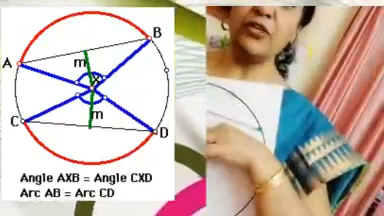 B
A
m
m
C
D
Angle AXB = Angle CXD
Arc AB = Arc CD